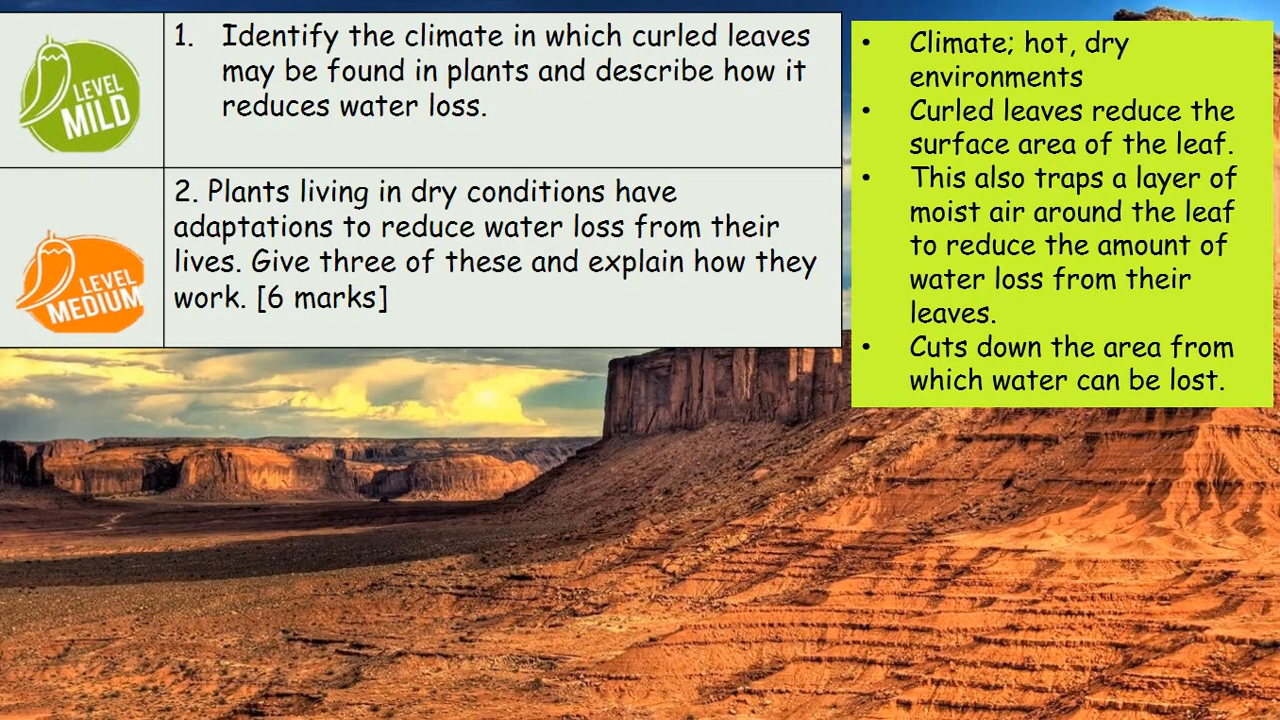 LEVEL
MILD
1. Identify the climate in which curled leaves
may be found in plants and describe how it
reduces water loss.
LEVEL
MEDIUM
2. Plants living in dry conditions have
adaptations to reduce water loss from their
lives. Give three of these and explain how they
work. [6 marks]
• Climate; hot, dry
environments
• Curled leaves reduce the
surface area of the leaf.
• This also traps a layer of
moist air around the leaf
to reduce the amount of
water loss from their
leaves.
• Cuts down the area from
which water can be lost.